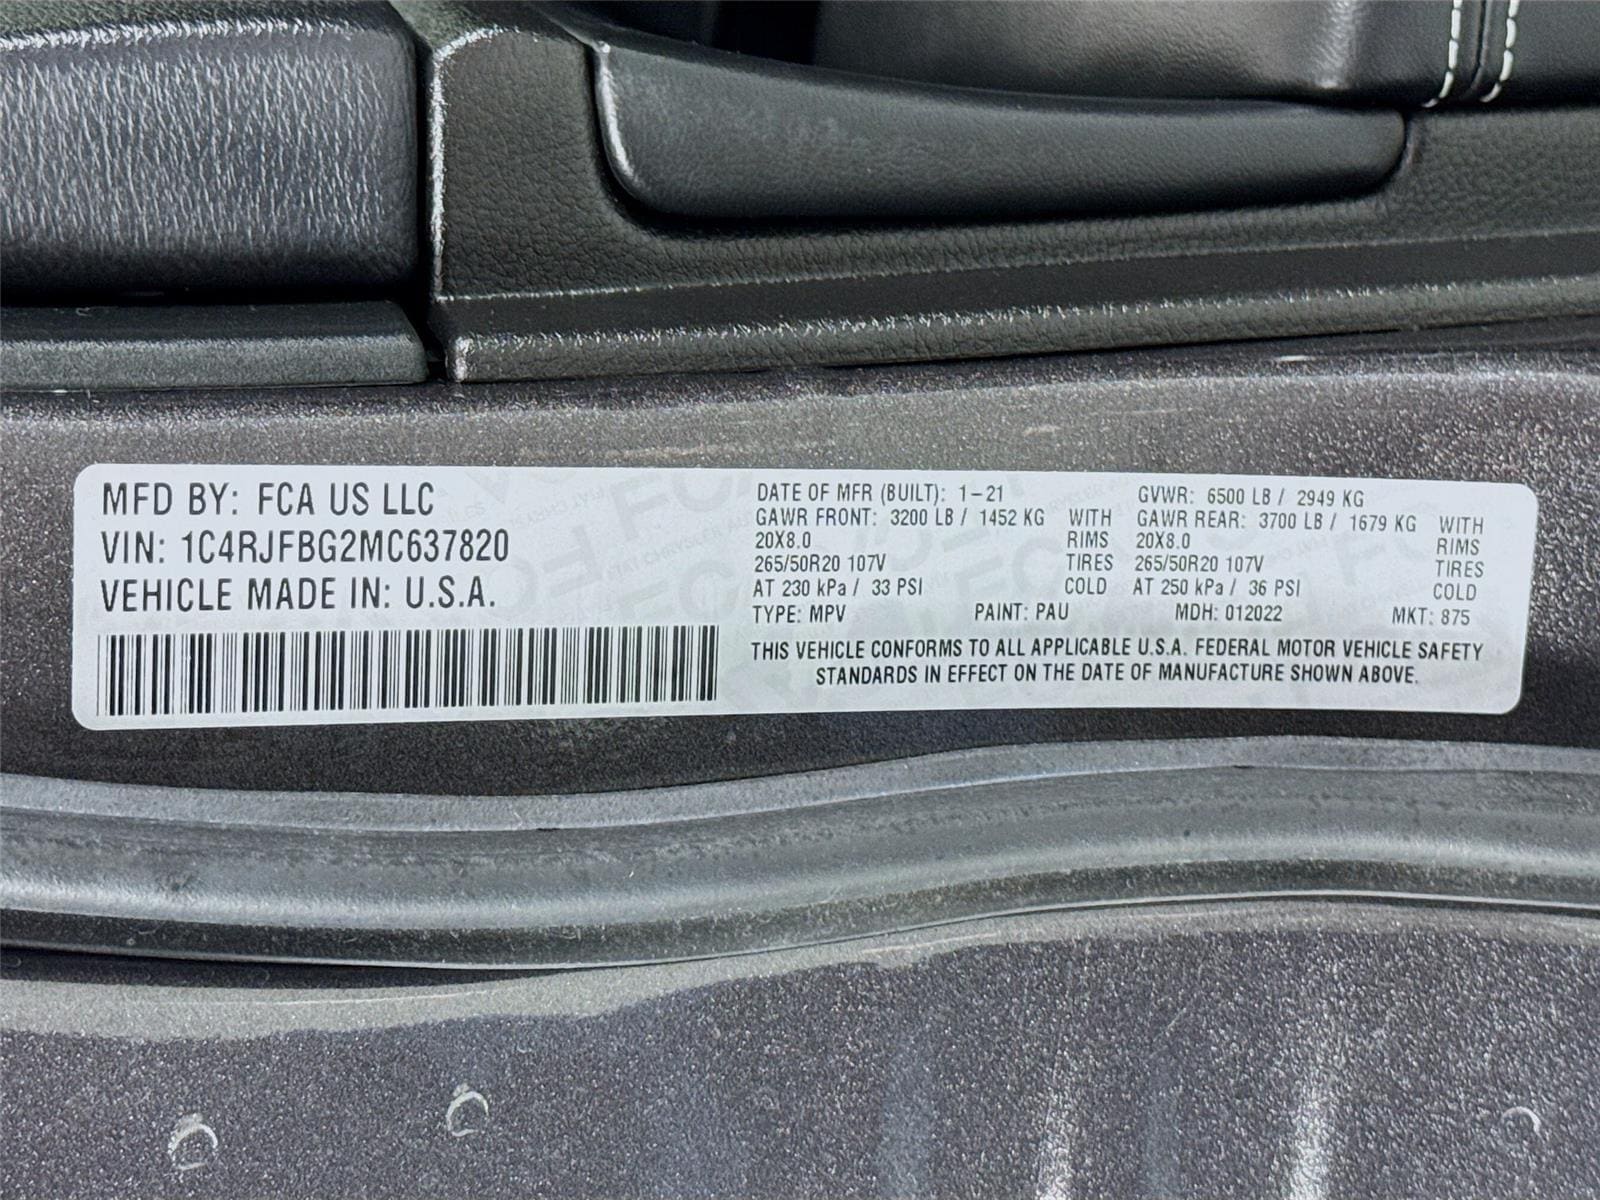 MFD BY: FCA US LLC
VIN: 1C4RJFBG2MC637820
VEHICLE MADE IN: U.S.A.
DATE OF MFR (BUILT): 1-21
GAWR FRONT: 3200 LB / 1452 KG WITH
20X8.0 RIMS
265/50R20 107V TIRES
AT 230 kPa / 33 PSI COLD
GVWR: 6500 LB / 2949 KG
GAWR REAR: 3700 LB / 1679 KG WITH
20X8.0 RIMS
265/50R20 107V TIRES
AT 250 kPa / 36 PSI COLD
TYPE: MPV PAINT: PAU MDH: 012022 MKT: 875
THIS VEHICLE CONFORMS TO ALL APPLICABLE U.S.A. FEDERAL MOTOR VEHICLE SAFETY
STANDARDS IN EFFECT ON THE DATE OF MANUFACTURE SHOWN ABOVE.